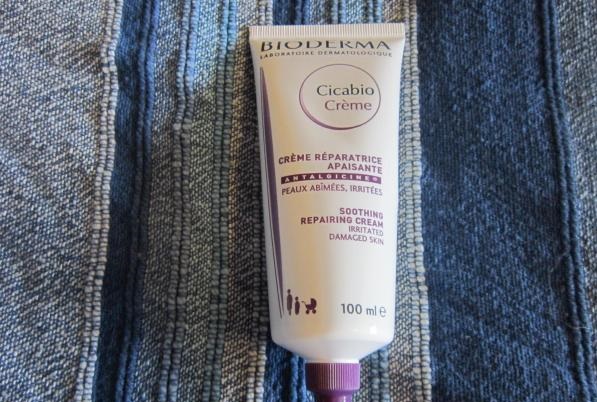 BIODERMA
LABORATOIRE DERMATOLOGIQUE
Cicabio
Crème
CRÈME RÉPARATRICE
APAISANTE
ANTALGICINE®
PEAUX ABÎMÉES, IRRITÉES
SOOTHING
REPAIRING CREAM
IRRITATED
DAMAGED SKIN
100 ml e